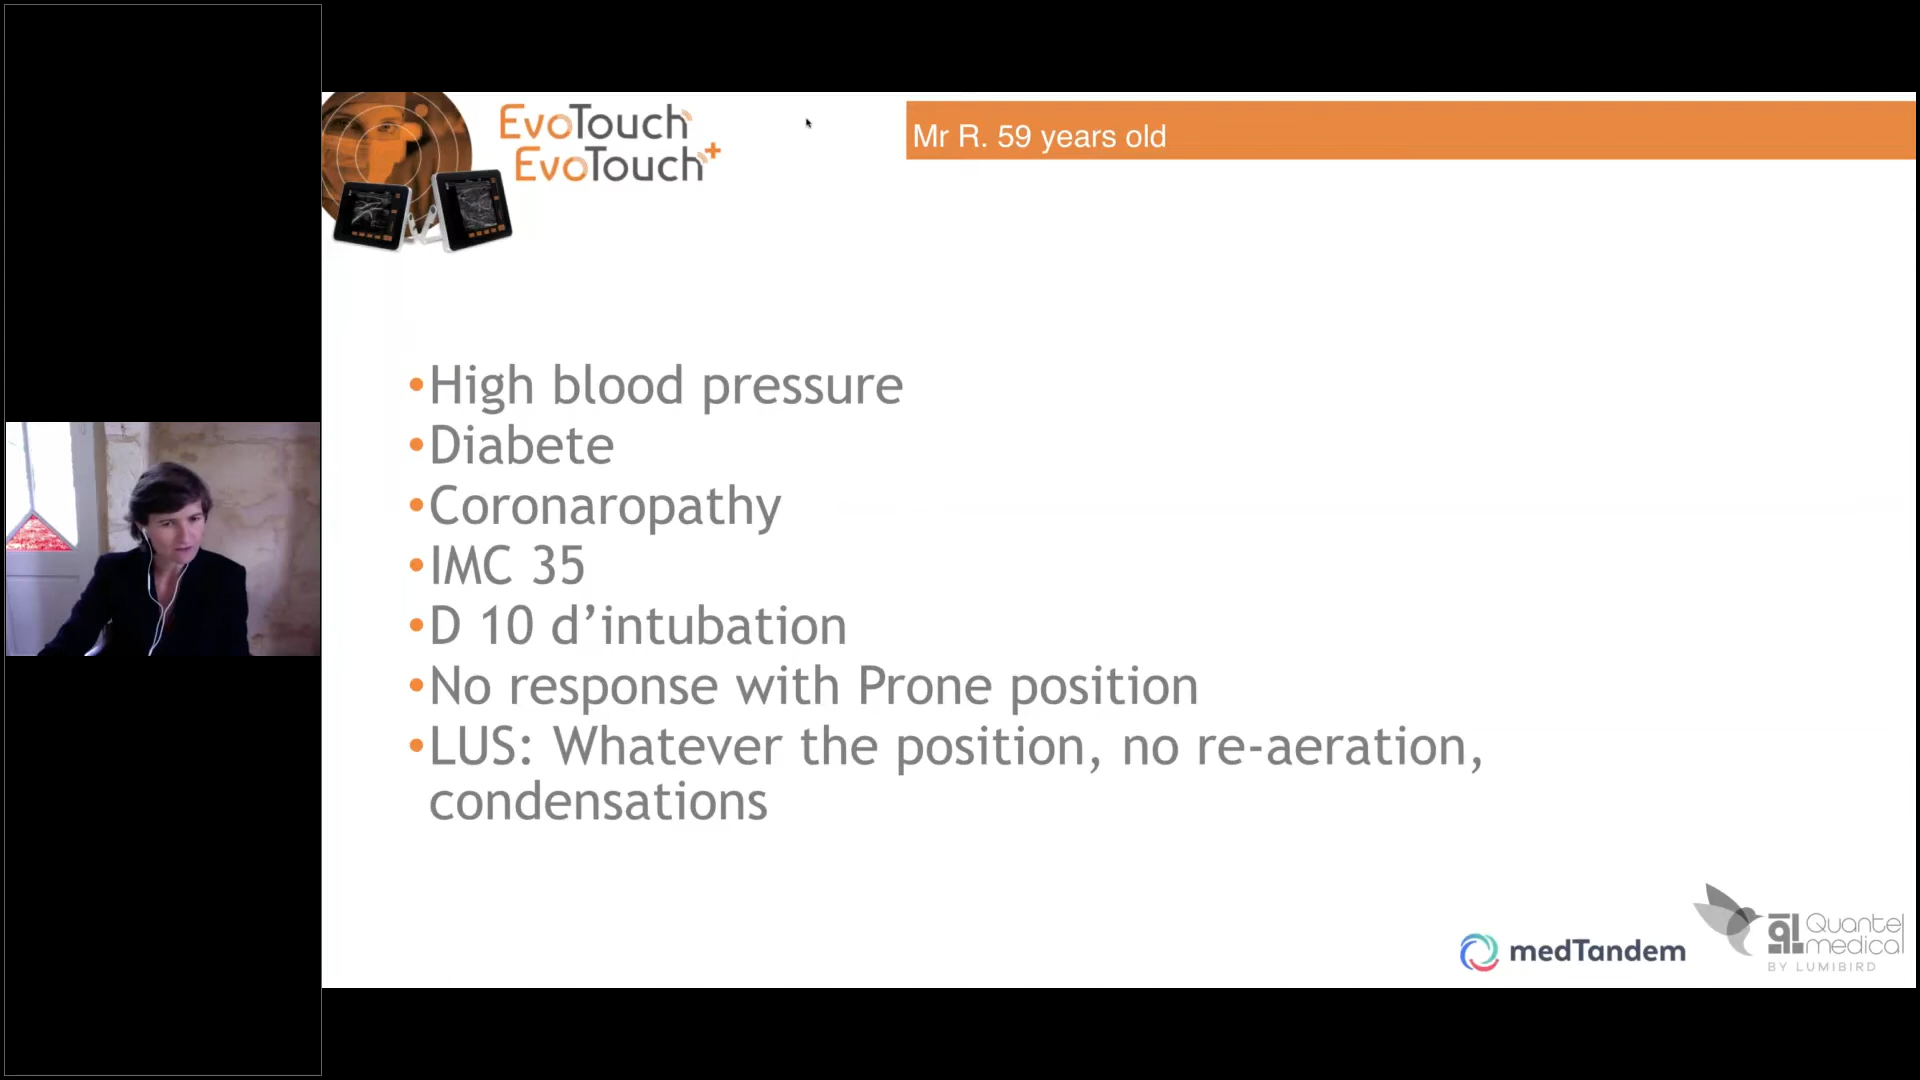 EvoTouch
EvoTouch+
Mr R. 59 years old
•High blood pressure
•Diabete
•Coronaropathy
•IMC 35
•D 10 d’intubation
•No response with Prone position
•LUS: Whatever the position, no re-aeration,
condensations
medTandem
Quantel
medical
BY LUMIBIRD